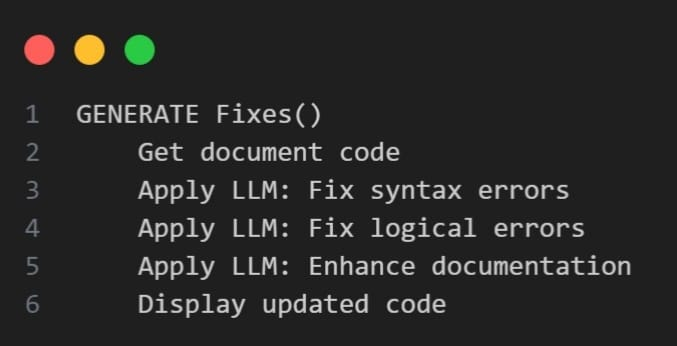 1 GENERATE Fixes()
2 Get document code
3 Apply LLM: Fix syntax errors
4 Apply LLM: Fix logical errors
5 Apply LLM: Enhance documentation
6 Display updated code